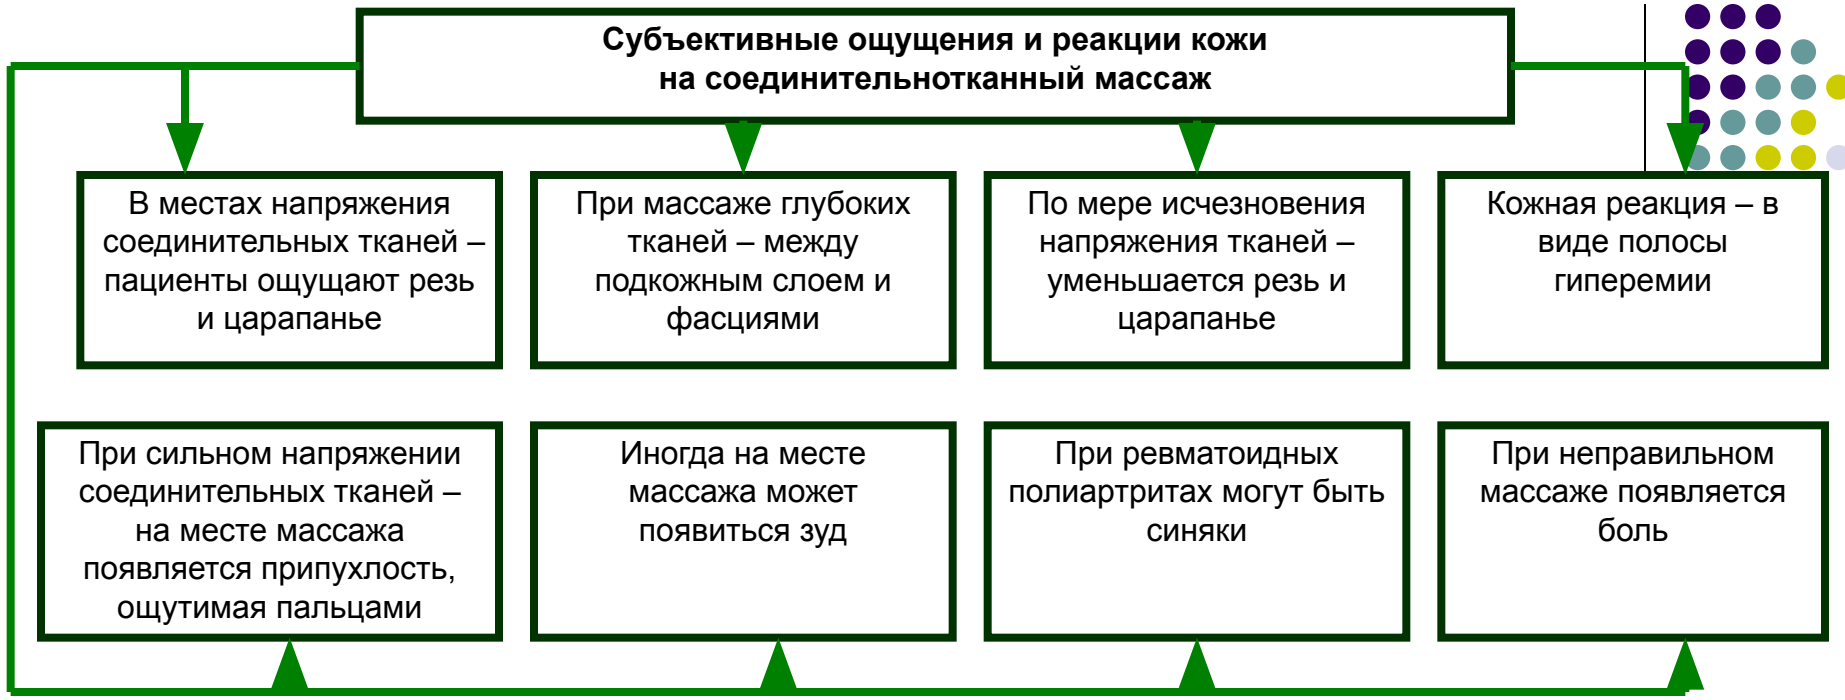 Субъективные ощущения и реакции кожи
на соединительнотканный массаж
В местах напряжения
соединительных тканей –
пациенты ощущают резь
и царапанье
При массаже глубоких
тканей – между
подкожным слоем и
фасциями
По мере исчезновения
напряжения тканей –
уменьшается резь и
царапанье
Кожная реакция – в
виде полосы
гиперемии
При сильном напряжении
соединительных тканей –
на месте массажа
появляется припухлость,
ощутимая пальцами
Иногда на месте
массажа может
появиться зуд
При ревматоидных
полиартритах могут быть
синяки
При неправильном
массаже появляется
боль